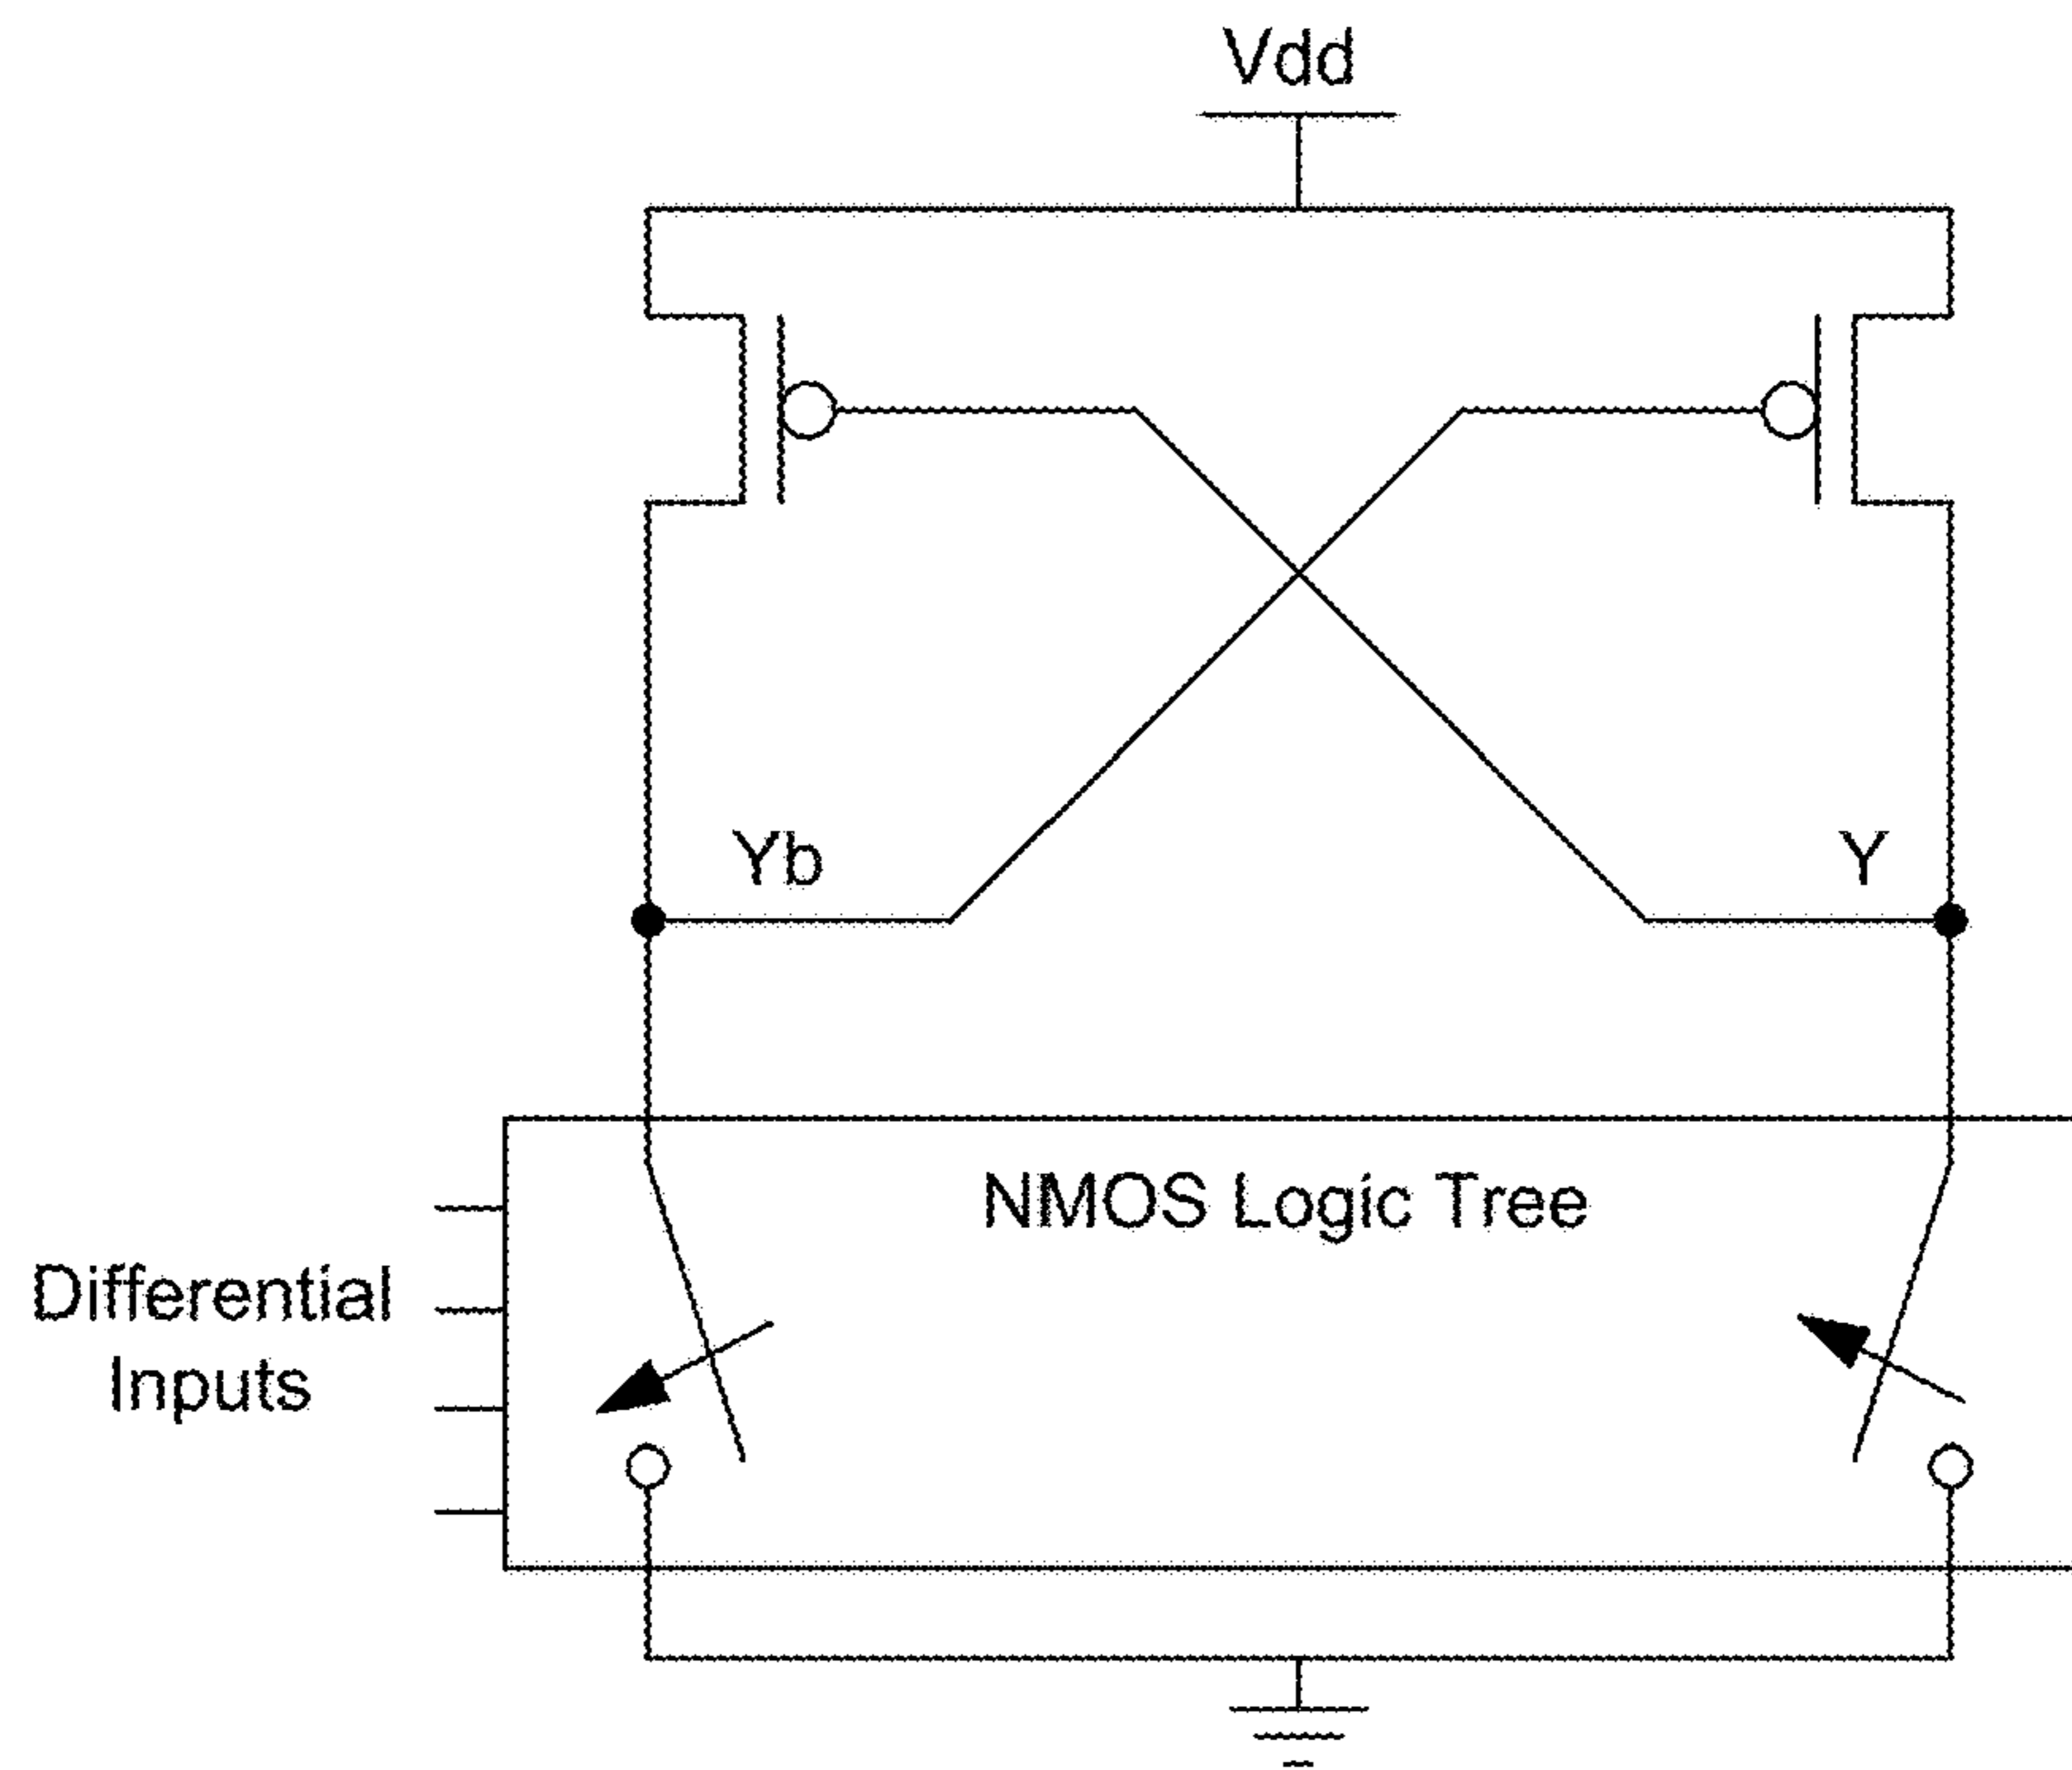 Vdd
Yb
Y
NMOS Logic Tree
Differential
Inputs